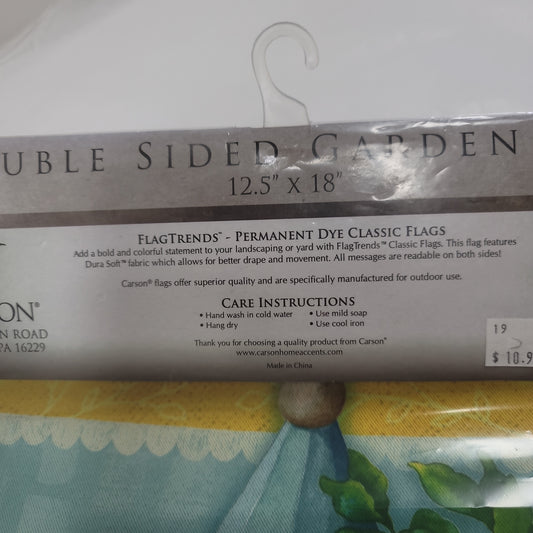 UBLE SIDED GARDEN
12.5" X 18"
FLAGTRENDS™ - PERMANENT DYE CLASSIC FLAGS
Add a bold and colorful statement to your landscaping or yard with FlagTrends™ Classic Flags. This flag features
Dura Soft™ fabric which allows for better drape and movement. All messages are readable on both sides!
Carson® flags offer superior quality and are specifically manufactured for outdoor use.
CARE INSTRUCTIONS
• Hand wash in cold water • Use mild soap
• Hang dry • Use cool iron
Thank you for choosing a quality product from Carson®
www.carsonhomeaccents.com
Made in China
ON®
N ROAD
PA 16229
19
$ 10.9